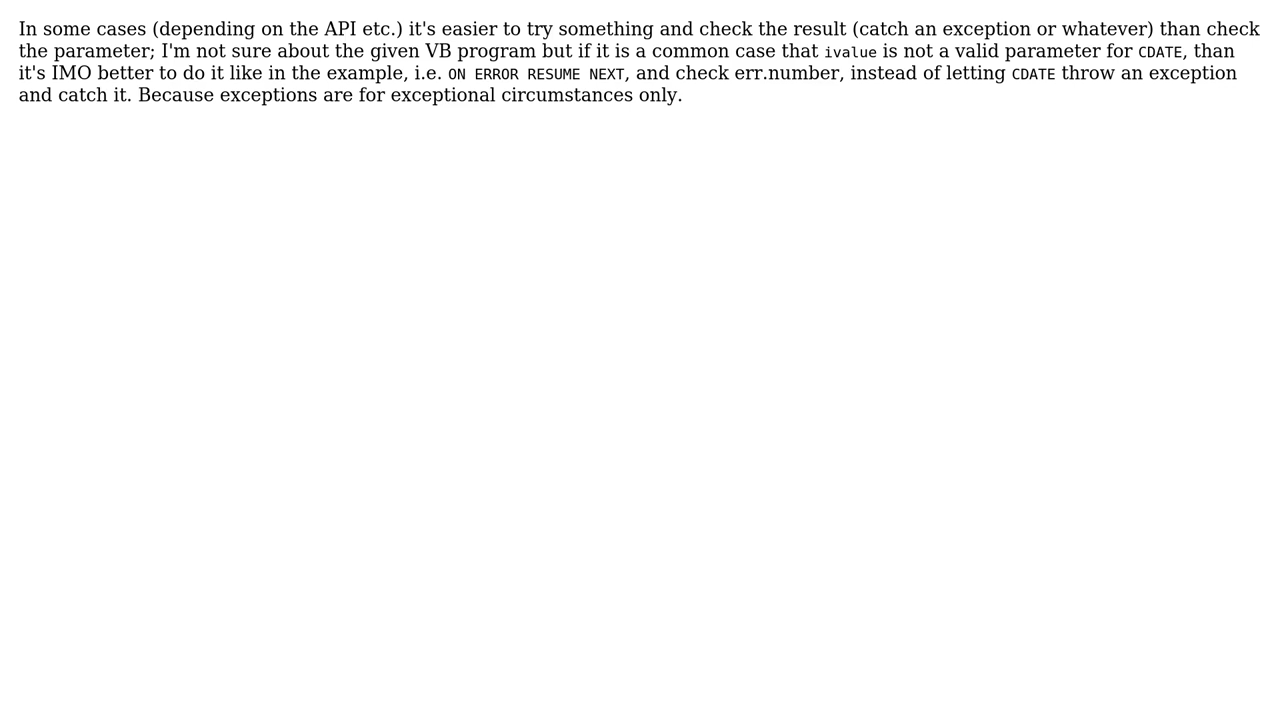 In some cases (depending on the API etc.) it's easier to try something and check the result (catch an exception or whatever) than check
the parameter; I'm not sure about the given VB program but if it is a common case that ivalue is not a valid parameter for CDATE, than
it's IMO better to do it like in the example, i.e. ON ERROR RESUME NEXT, and check err.number, instead of letting CDATE throw an exception
and catch it. Because exceptions are for exceptional circumstances only.